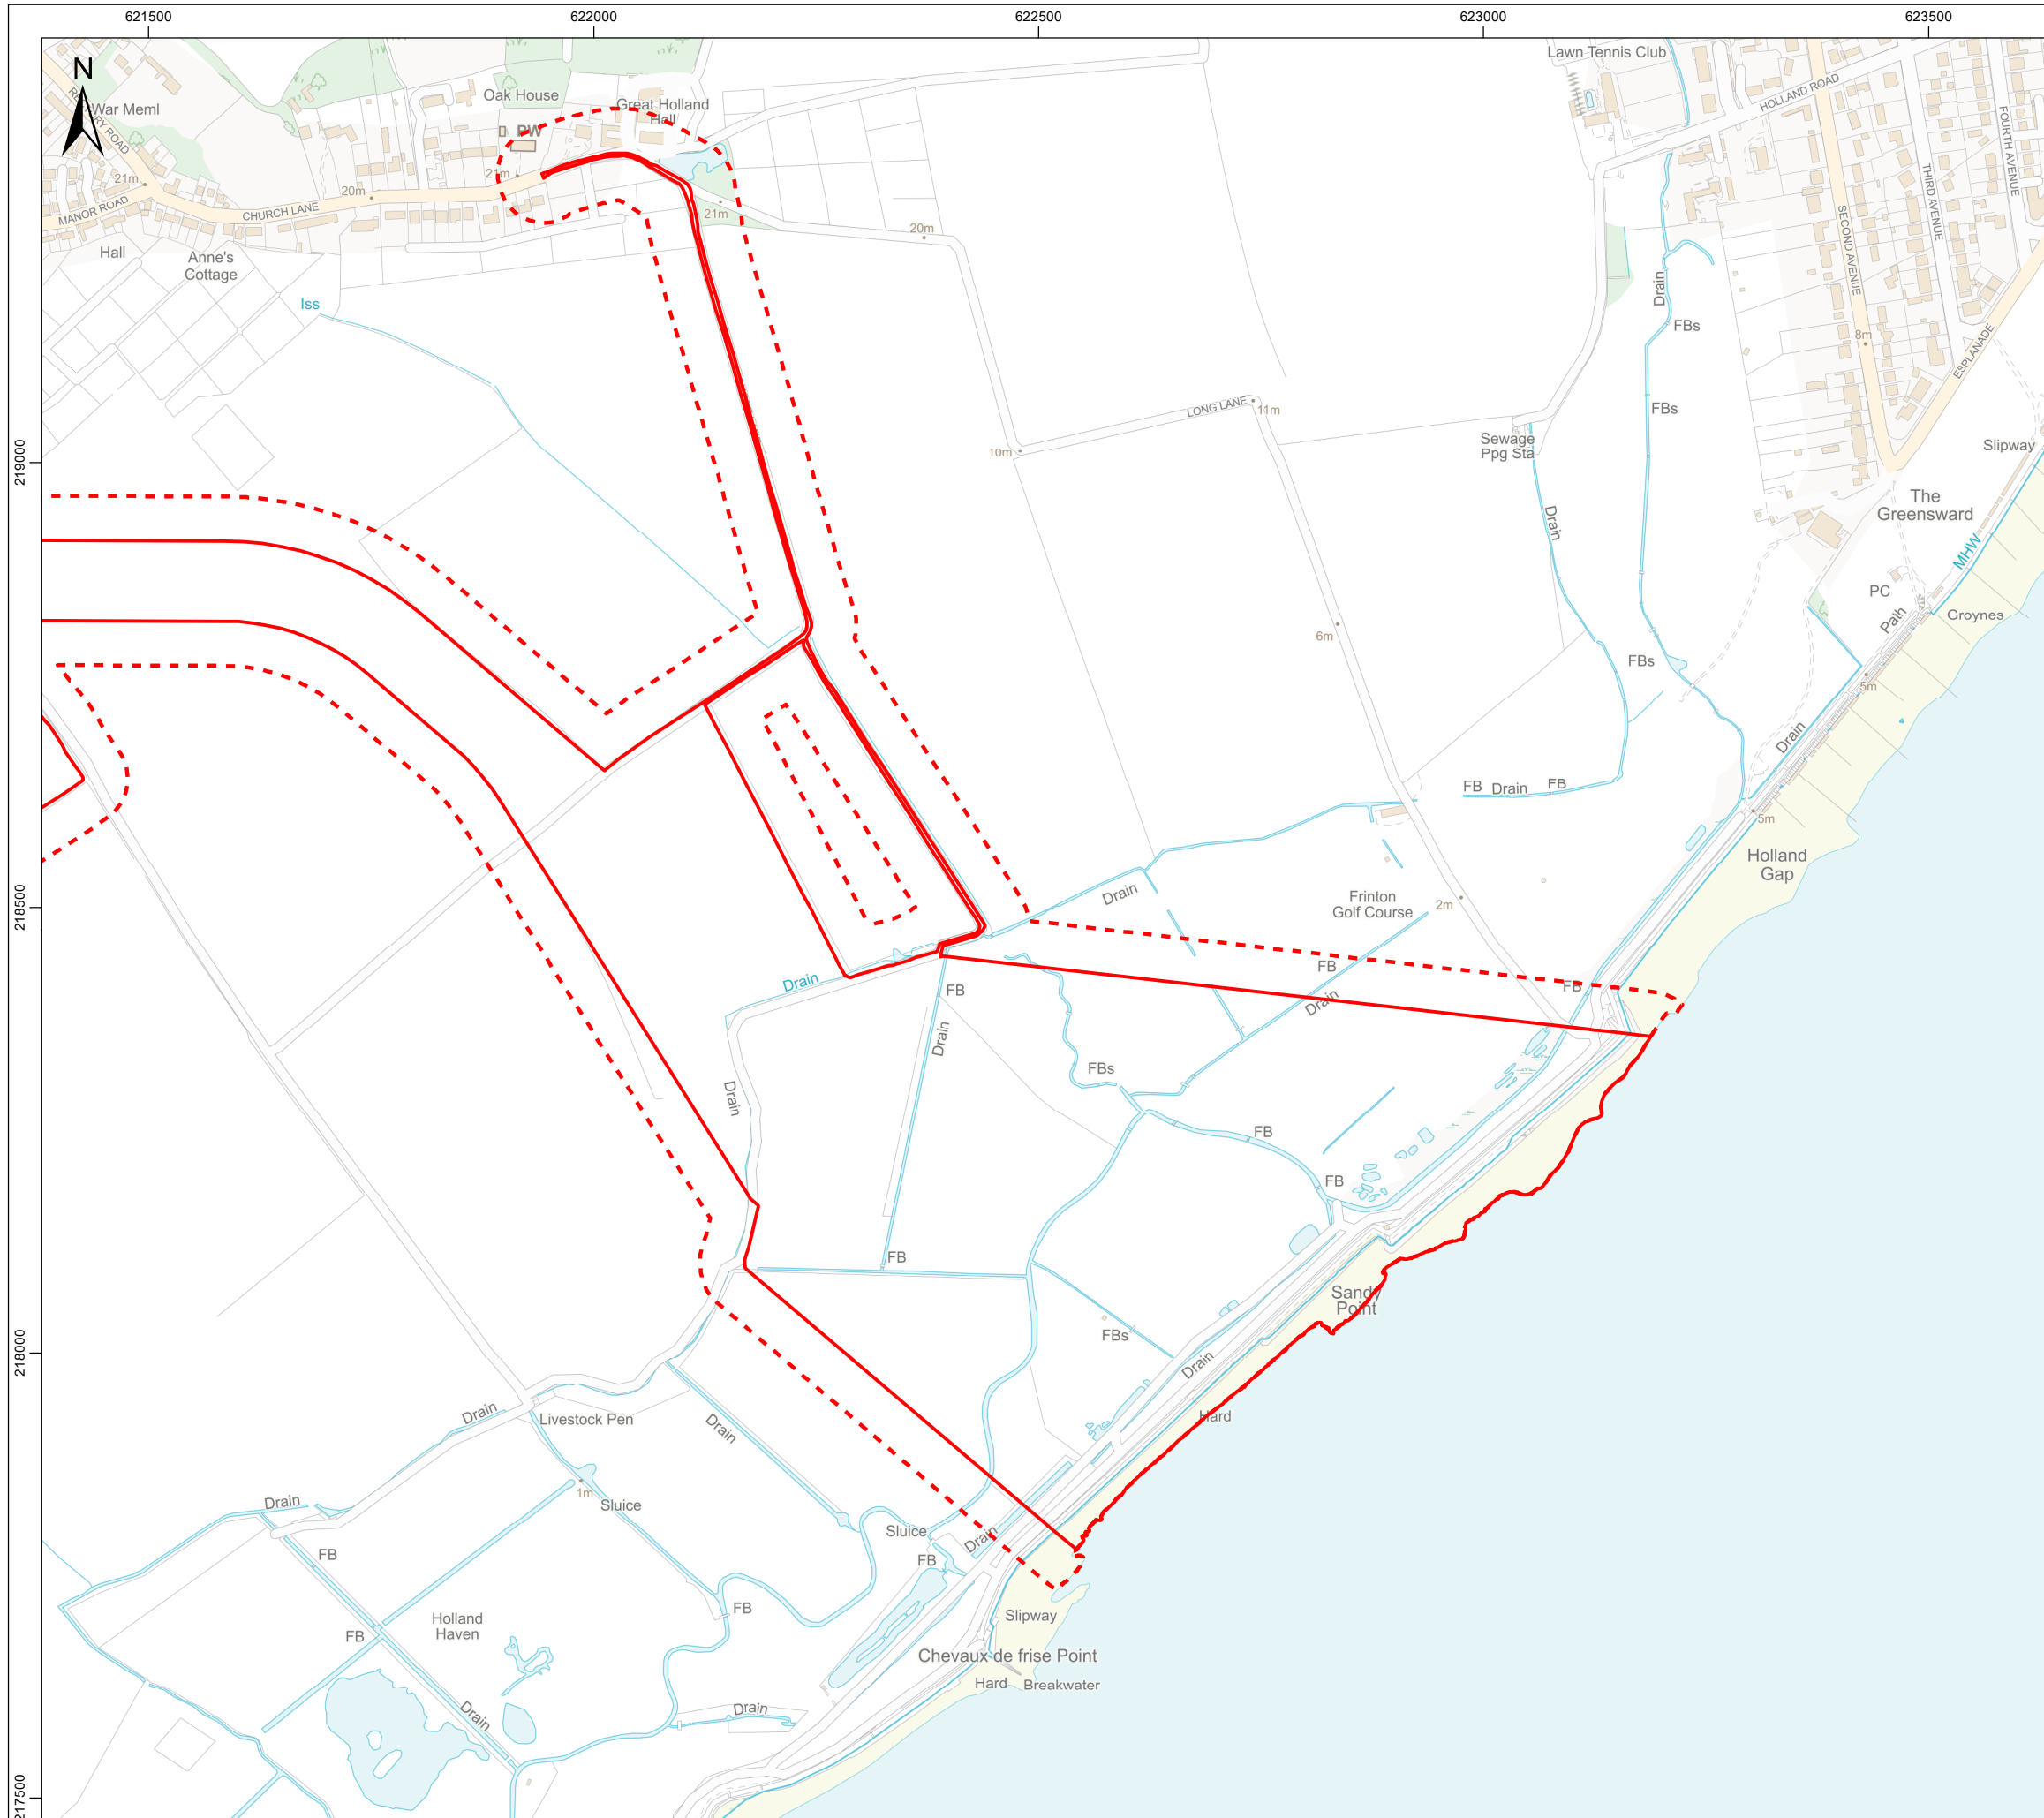 621500
622000
622500
623000
623500
N
Lawn Tennis Club
Oak House
Great Holland
Hall
War Meml
HOLLAND ROAD
FOURTH AVENUE
PW
21m
21m
20m
CHURCH LANE
MANOR ROAD
21m
20m
THIRD AVENUE
SECOND AVENUE
Hall
Anne's
Cottage
Iss
Drain
FBs
8m
ESPLANADE
FBs
LONG LANE
11m
10m
Sewage
Ppg Sta
Slipway
219000
The
Greensward
Drain
MHW
PC
Path
Groynes
6m
FBs
5m
Drain
FB
Drain
FB
5m
Holland
Gap
Drain
Frinton
Golf Course
2m
218500
FB
Drain
FB
FB
Drain
Drain
FBs
Drain
FB
FB
FB
Sandy
Point
FBs
Drain
218000
Hard
Drain
Livestock Pen
Drain
1m
Sluice
Drain
Sluice
Drain
FB
FB
FB
Holland
Haven
FB
Slipway
Chevaux de frise Point
Hard
Breakwater
Drain
Drain
217500